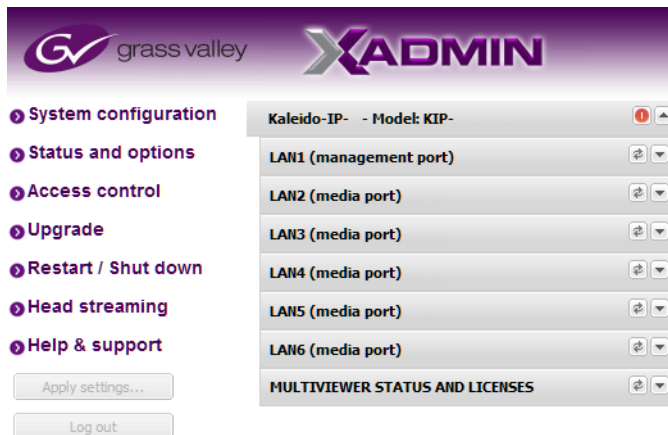 GV grass valley XADMIN
System configuration
Status and options
Access control
Upgrade
Restart / Shut down
Head streaming
Help & support
Apply settings...
Log out
Kaleido-IP- - Model: KIP-
LAN1 (management port)
LAN2 (media port)
LAN3 (media port)
LAN4 (media port)
LAN5 (media port)
LAN6 (media port)
MULTIVIEWER STATUS AND LICENSES